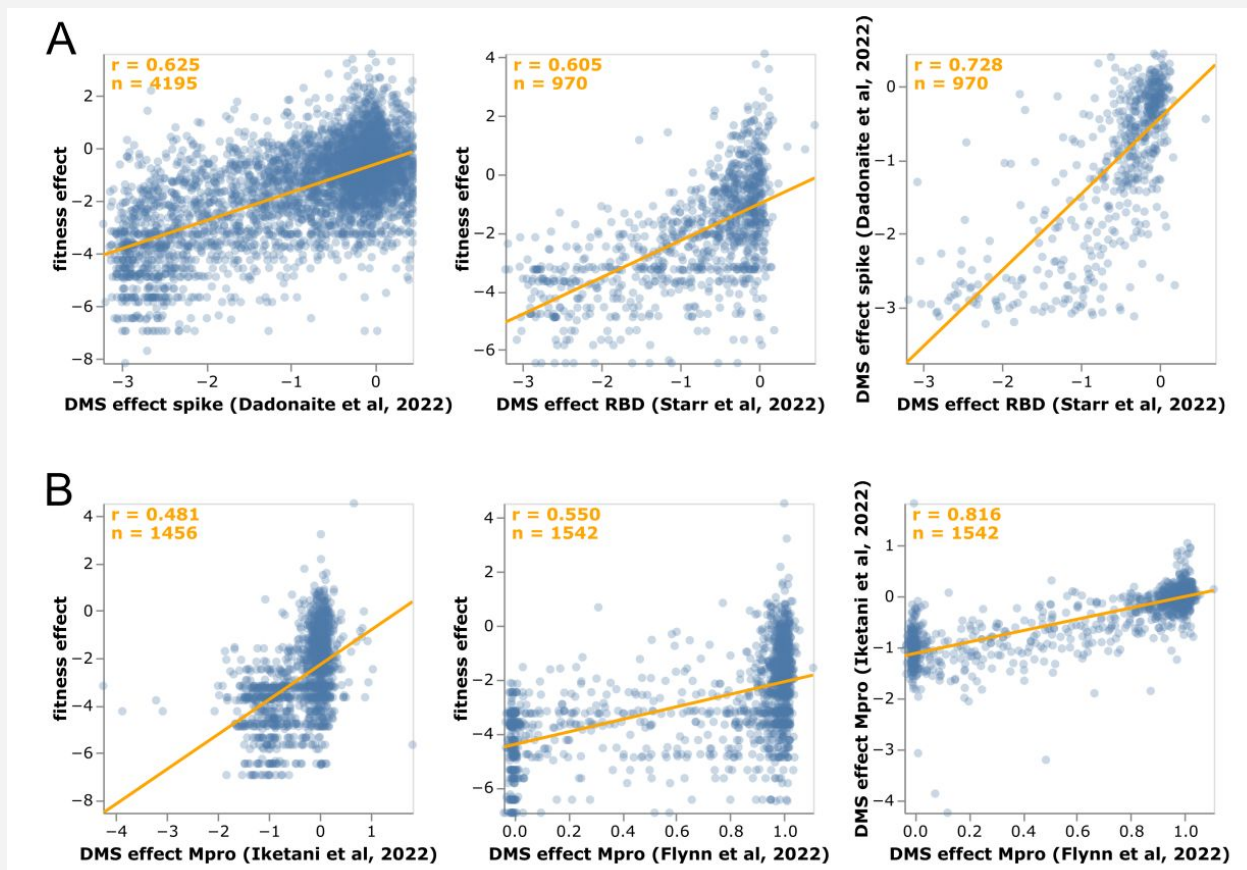 A
r = 0.625
n = 4195
fitness effect
2
0
−2
−4
−6
−8
−3
−2
−1
0
DMS effect spike (Dadonaite et al, 2022)
r = 0.605
n = 970
fitness effect
4
2
0
−2
−4
−6
−3
−2
−1
0
DMS effect RBD (Starr et al, 2022)
r = 0.728
n = 970
DMS effect spike (Dadonaite et al, 2022)
0
−1
−2
−3
−3
−2
−1
0
DMS effect RBD (Starr et al, 2022)
B
r = 0.481
n = 1456
fitness effect
4
2
0
−2
−4
−6
−8
−4
−3
−2
−1
0
1
DMS effect Mpro (Iketani et al, 2022)
r = 0.550
n = 1542
fitness effect
4
2
0
−2
−4
−6
0.0
0.2
0.4
0.6
0.8
1.0
DMS effect Mpro (Flynn et al, 2022)
r = 0.816
n = 1542
DMS effect Mpro (Iketani et al, 2022)
1
0
−1
−2
−3
−4
0.0
0.2
0.4
0.6
0.8
1.0
DMS effect Mpro (Flynn et al, 2022)